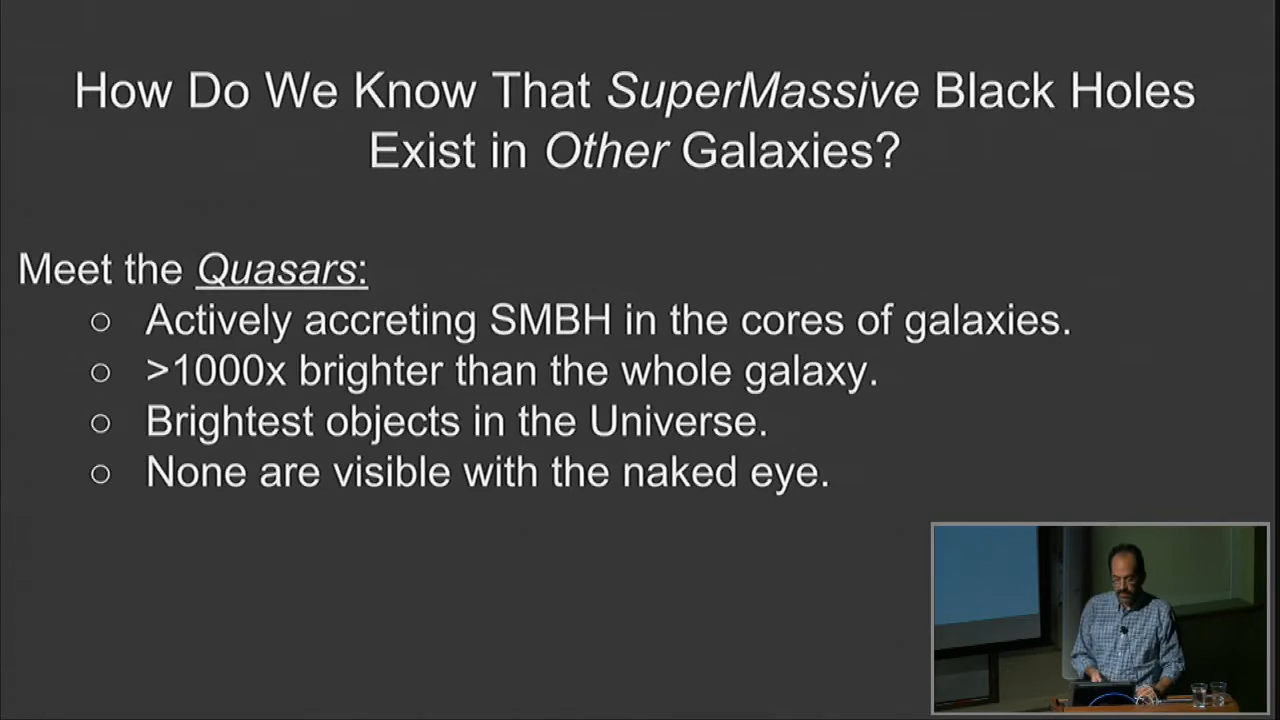 How Do We Know That SuperMassive Black Holes
Exist in Other Galaxies?
Meet the Quasars:
○ Actively accreting SMBH in the cores of galaxies.
○ >1000x brighter than the whole galaxy.
○ Brightest objects in the Universe.
○ None are visible with the naked eye.